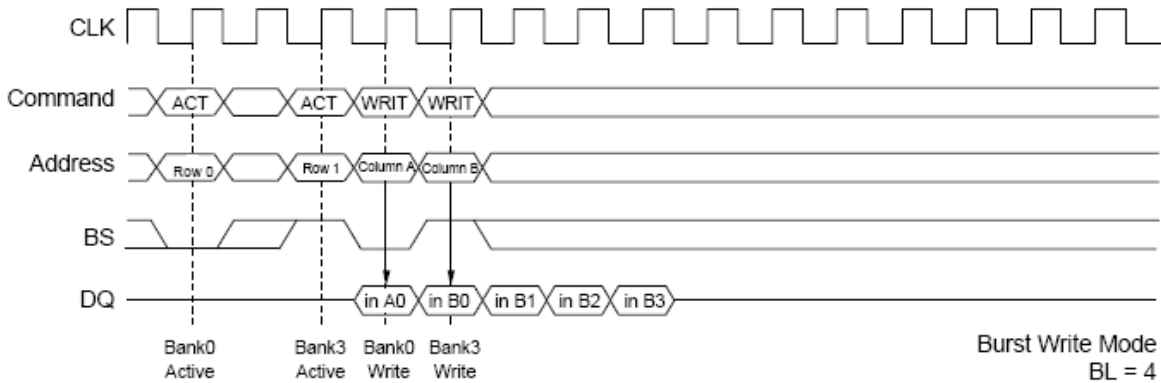 CLK
Command ACT ACT WRIT WRIT
Address Row 0 Row 1 Column A Column B
BS
DQ in A0 in B0 in B1 in B2 in B3
Bank0 Bank3 Bank0 Bank3
Active Active Write Write
Burst Write Mode
BL = 4